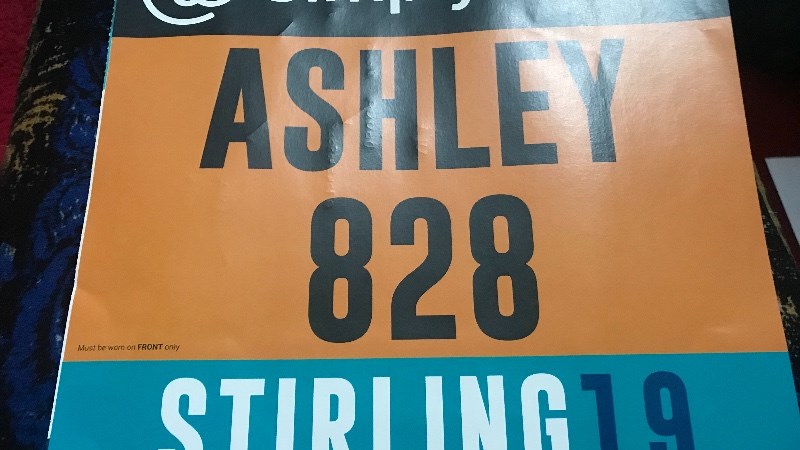 ASHLEY
828
Must be worn on FRONT only
STIRLING19